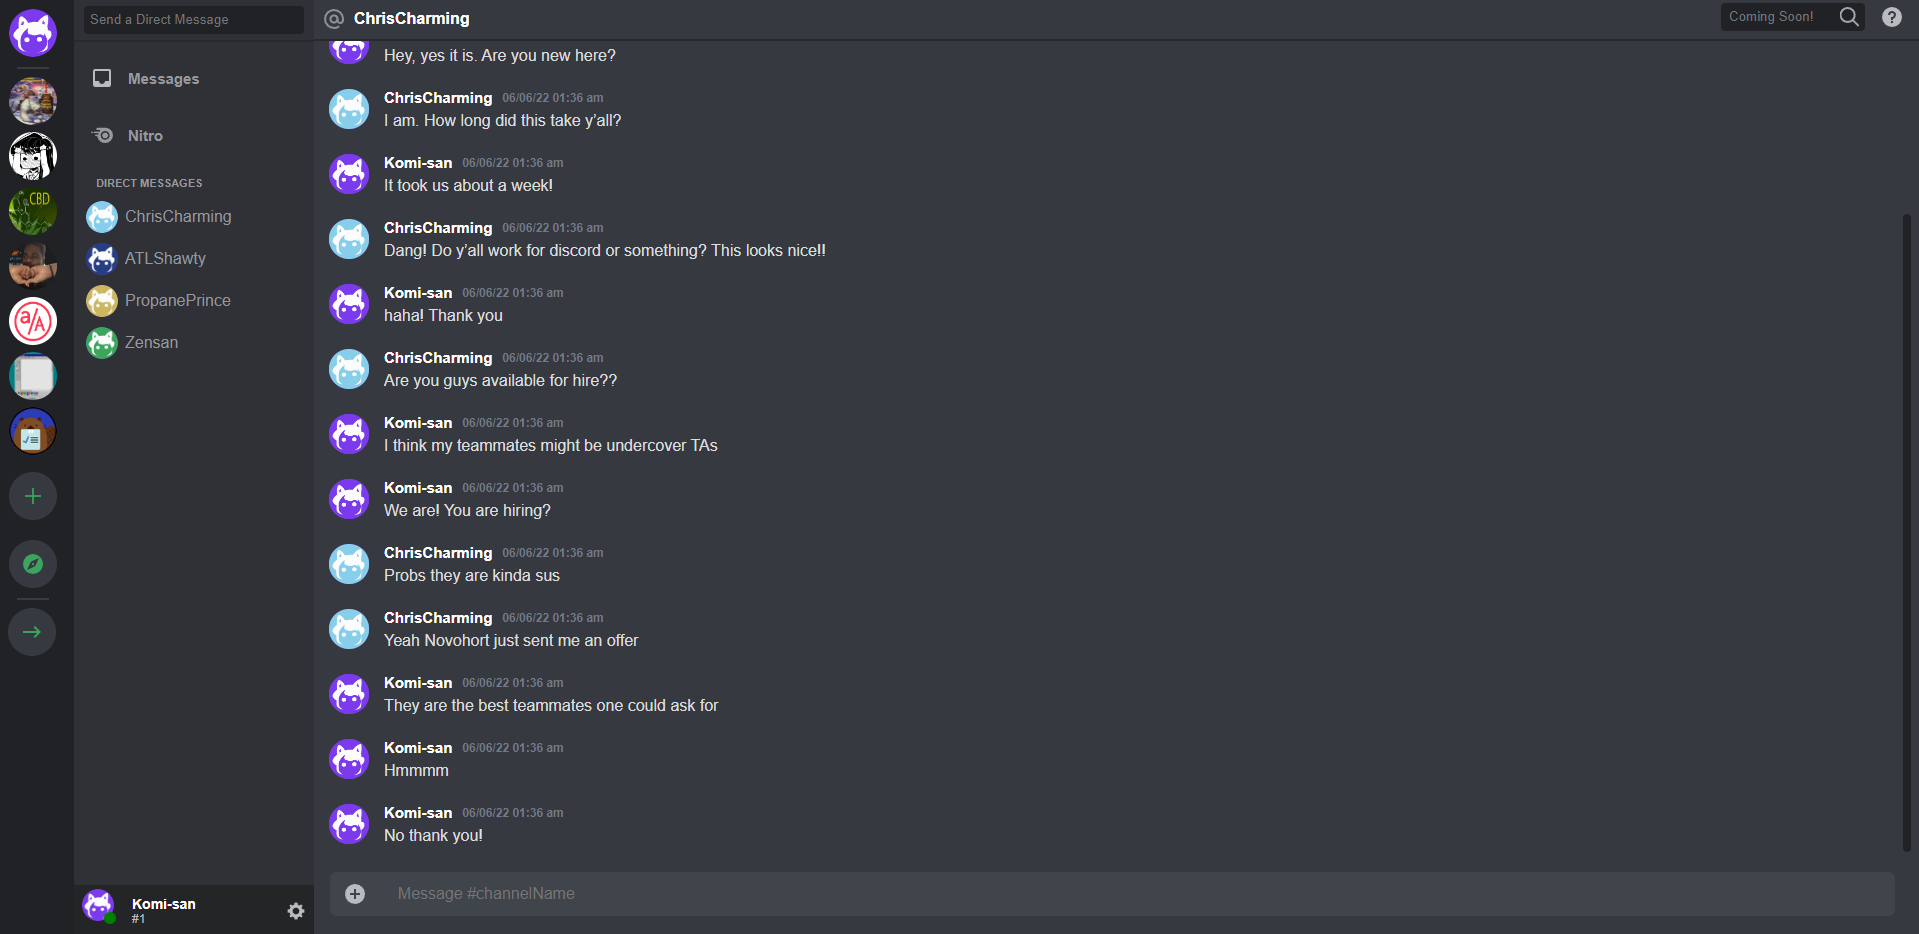 Send a Direct Message
Messages
Nitro
DIRECT MESSAGES
ChrisCharming
ATLShawty
PropanePrince
Zensan
CBD
a/A
Komi-san
#1
ChrisCharming
Coming Soon!
Hey, yes it is. Are you new here?
ChrisCharming 06/06/22 01:36 am
I am. How long did this take y’all?
Komi-san 06/06/22 01:36 am
It took us about a week!
ChrisCharming 06/06/22 01:36 am
Dang! Do y’all work for discord or something? This looks nice!!
Komi-san 06/06/22 01:36 am
haha! Thank you
ChrisCharming 06/06/22 01:36 am
Are you guys available for hire??
Komi-san 06/06/22 01:36 am
I think my teammates might be undercover TAs
Komi-san 06/06/22 01:36 am
We are! You are hiring?
ChrisCharming 06/06/22 01:36 am
Probs they are kinda sus
ChrisCharming 06/06/22 01:36 am
Yeah Novohort just sent me an offer
Komi-san 06/06/22 01:36 am
They are the best teammates one could ask for
Komi-san 06/06/22 01:36 am
Hmmmm
Komi-san 06/06/22 01:36 am
No thank you!
Message #channelName